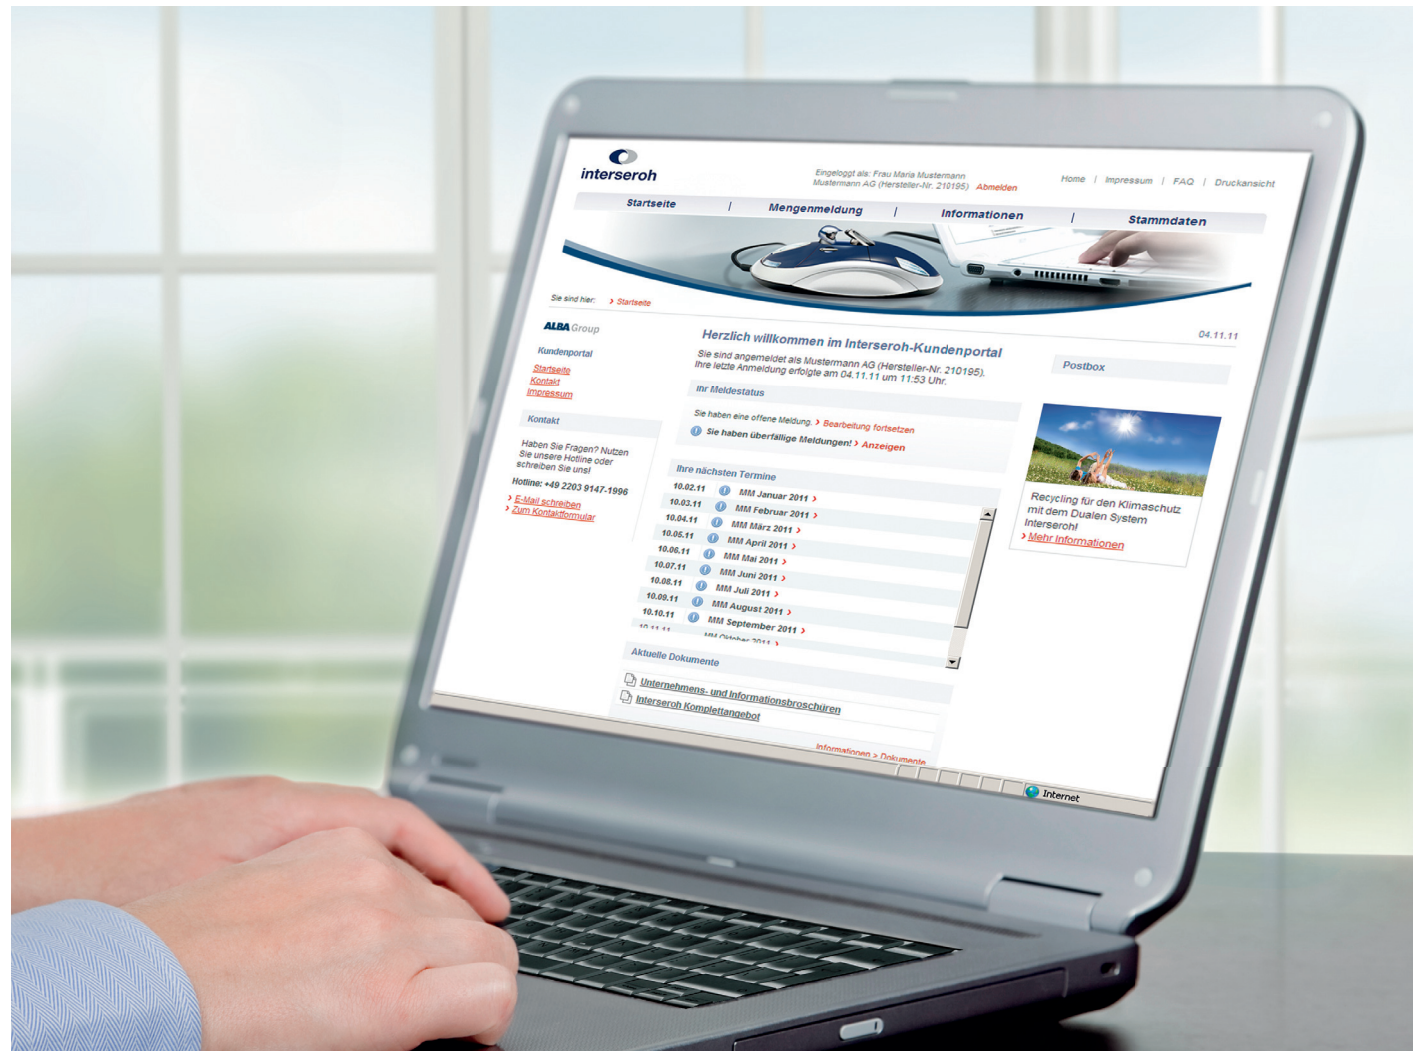 interseroh
Eingeloggt als: Frau Maria Mustermann
Mustermann AG (Hersteller-Nr. 210195) Abmelden
Home | Impressum | FAQ | Druckansicht
Startseite | Mengenmeldung | Informationen | Stammdaten
Sie sind hier: > Startseite
04.11.11
ALBA Group
Kundenportal
Startseite
Kontakt
Impressum
Kontakt
Haben Sie Fragen? Nutzen
Sie unsere Hotline oder
schreiben Sie uns!
Hotline: +49 2203 9147-1996
> E-Mail schreiben
> Zum Kontaktformular
Herzlich willkommen im Interseroh-Kundenportal
Sie sind angemeldet als Mustermann AG (Hersteller-Nr. 210195).
Ihre letzte Anmeldung erfolgte am 04.11.11 um 11:53 Uhr.
Ihr Meldestatus
Sie haben eine offene Meldung. > Bearbeitung fortsetzen
Sie haben überfällige Meldungen! > Anzeigen
Ihre nächsten Termine
10.02.11 MM Januar 2011 >
10.03.11 MM Februar 2011 >
10.04.11 MM März 2011 >
10.05.11 MM April 2011 >
10.06.11 MM Mai 2011 >
10.07.11 MM Juni 2011 >
10.08.11 MM Juli 2011 >
10.09.11 MM August 2011 >
10.10.11 MM September 2011 >
10.11.11 MM Oktober 2011 >
Aktuelle Dokumente
Unternehmens- und Informationsbroschüren
Interseroh Komplettangebot
Informationen > Dokumente
Postbox
Recycling für den Klimaschutz
mit dem Dualen System
Interseroh!
> Mehr Informationen
Internet